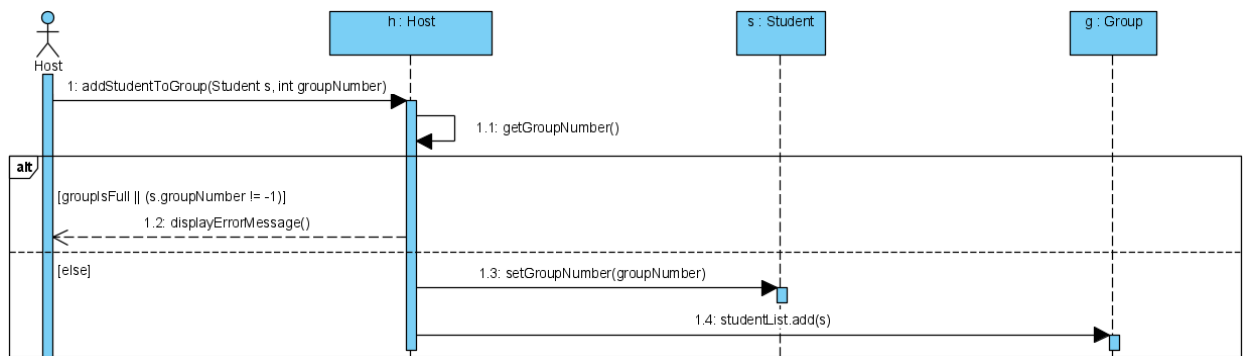 h : Host
s : Student
g : Group
Host
1: addStudentToGroup(Student s, int groupNumber)
1.1: getGroupNumber()
alt
[groupIsFull || (s.groupNumber != -1)]
1.2: displayErrorMessage()
[else]
1.3: setGroupNumber(groupNumber)
1.4: studentList.add(s)